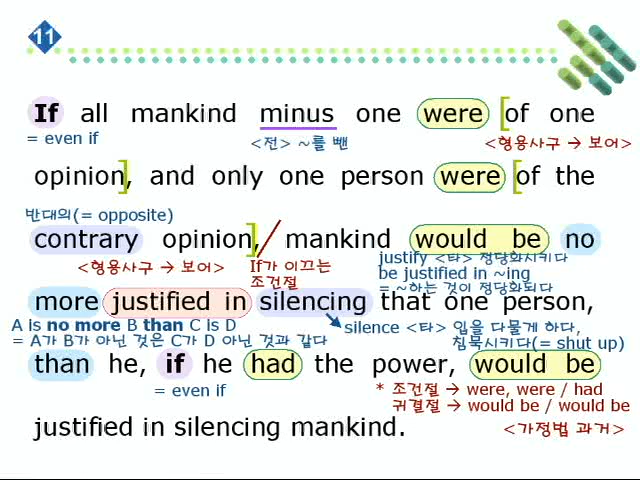 11
If all mankind minus one were [of one
= even if <전> ~를 뺀 <형용사구 → 보어>
opinion], and only one person were [of the
반대의(= opposite)
contrary opinion], / mankind would be no
<형용사구 → 보어> If가 이끄는 조건절
justify <타> 정당화시키다
be justified in ~ing
= ~하는 것이 정당화되다
more justified in silencing that one person,
A is no more B than C is D
= A가 B가 아닌 것은 C가 D 아닌 것과 같다
silence <타> 입을 다물게 하다,
침묵시키다(= shut up)
than he, if he had the power, would be
= even if
* 조건절 → were, were / had
귀결절 → would be / would be
justified in silencing mankind.
<가정법 과거>